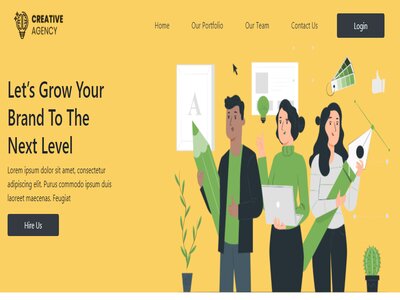 CREATIVE
AGENCY
Home Our Portfolio Our Team Contact Us Login
Let's Grow Your
Brand To The
Next Level
Lorem ipsum dolor sit amet, consectetur
adipiscing elit. Purus commodo ipsum duis
laoreet maecenas. Feugiat
Hire Us
A